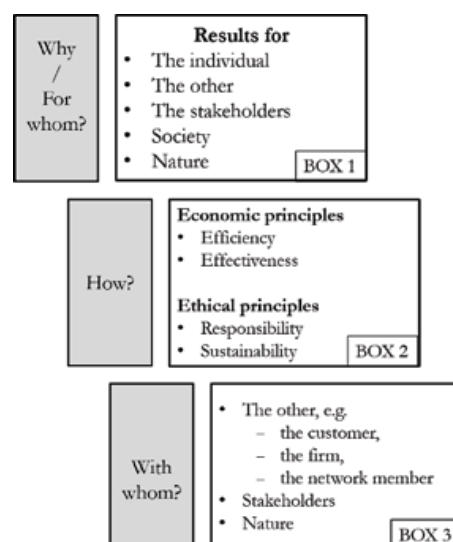 Why
/
For
whom?
Results for
• The individual
• The other
• The stakeholders
• Society
• Nature
BOX 1
How?
Economic principles
• Efficiency
• Effectiveness
Ethical principles
• Responsibility
• Sustainability
BOX 2
With
whom?
• The other, e.g.
– the customer,
– the firm,
– the network member
• Stakeholders
• Nature
BOX 3